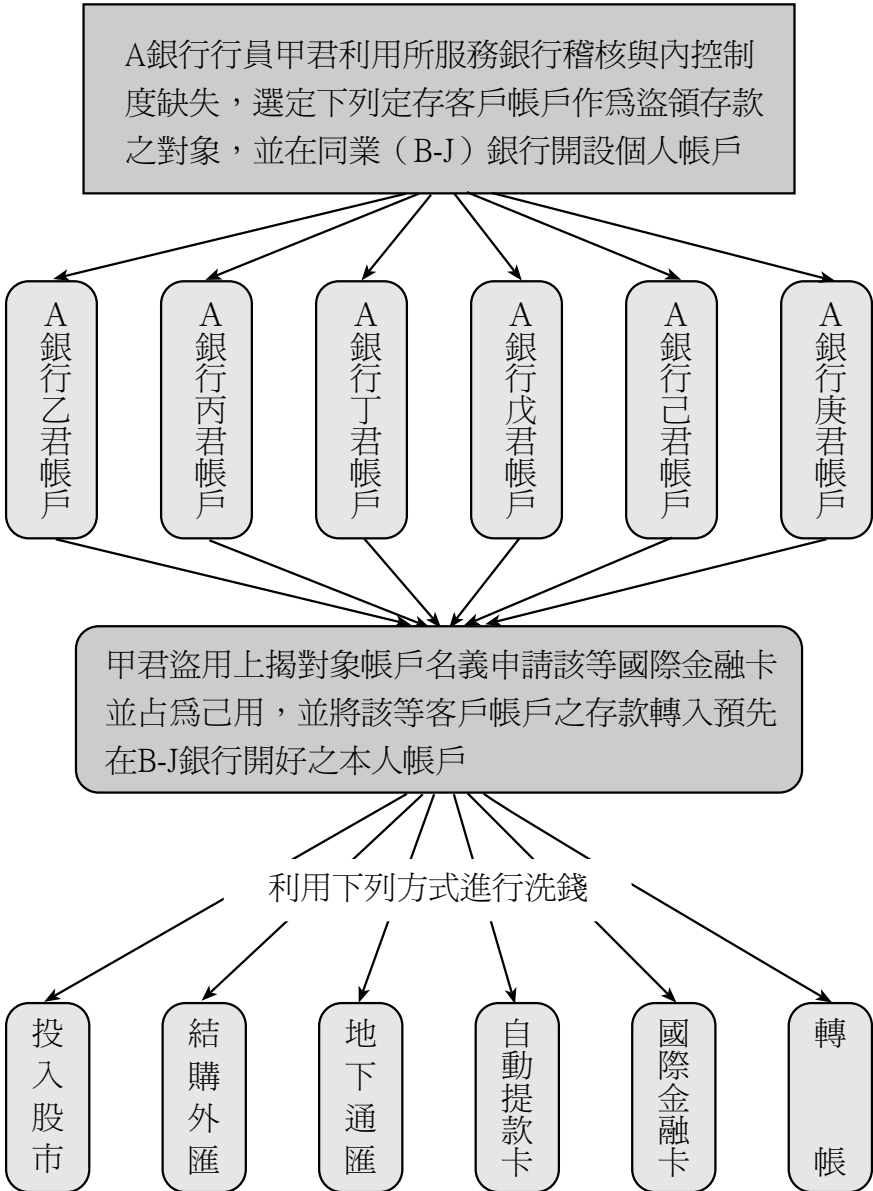 A銀行行員甲君利用所服務銀行稽核與內控制
度缺失，選定下列定存客戶帳戶作為盜領存款
之對象，並在同業（B-J）銀行開設個人帳戶
A銀行乙君帳戶
A銀行丙君帳戶
A銀行丁君帳戶
A銀行戊君帳戶
A銀行己君帳戶
A銀行庚君帳戶
甲君盜用上揭對象帳戶名義申請該等國際金融卡
並占為己用，並將該等客戶帳戶之存款轉入預先
在B-J銀行開好之本人帳戶
利用下列方式進行洗錢
投入股市
結購外匯
地下通匯
自動提款卡
國際金融卡
轉帳